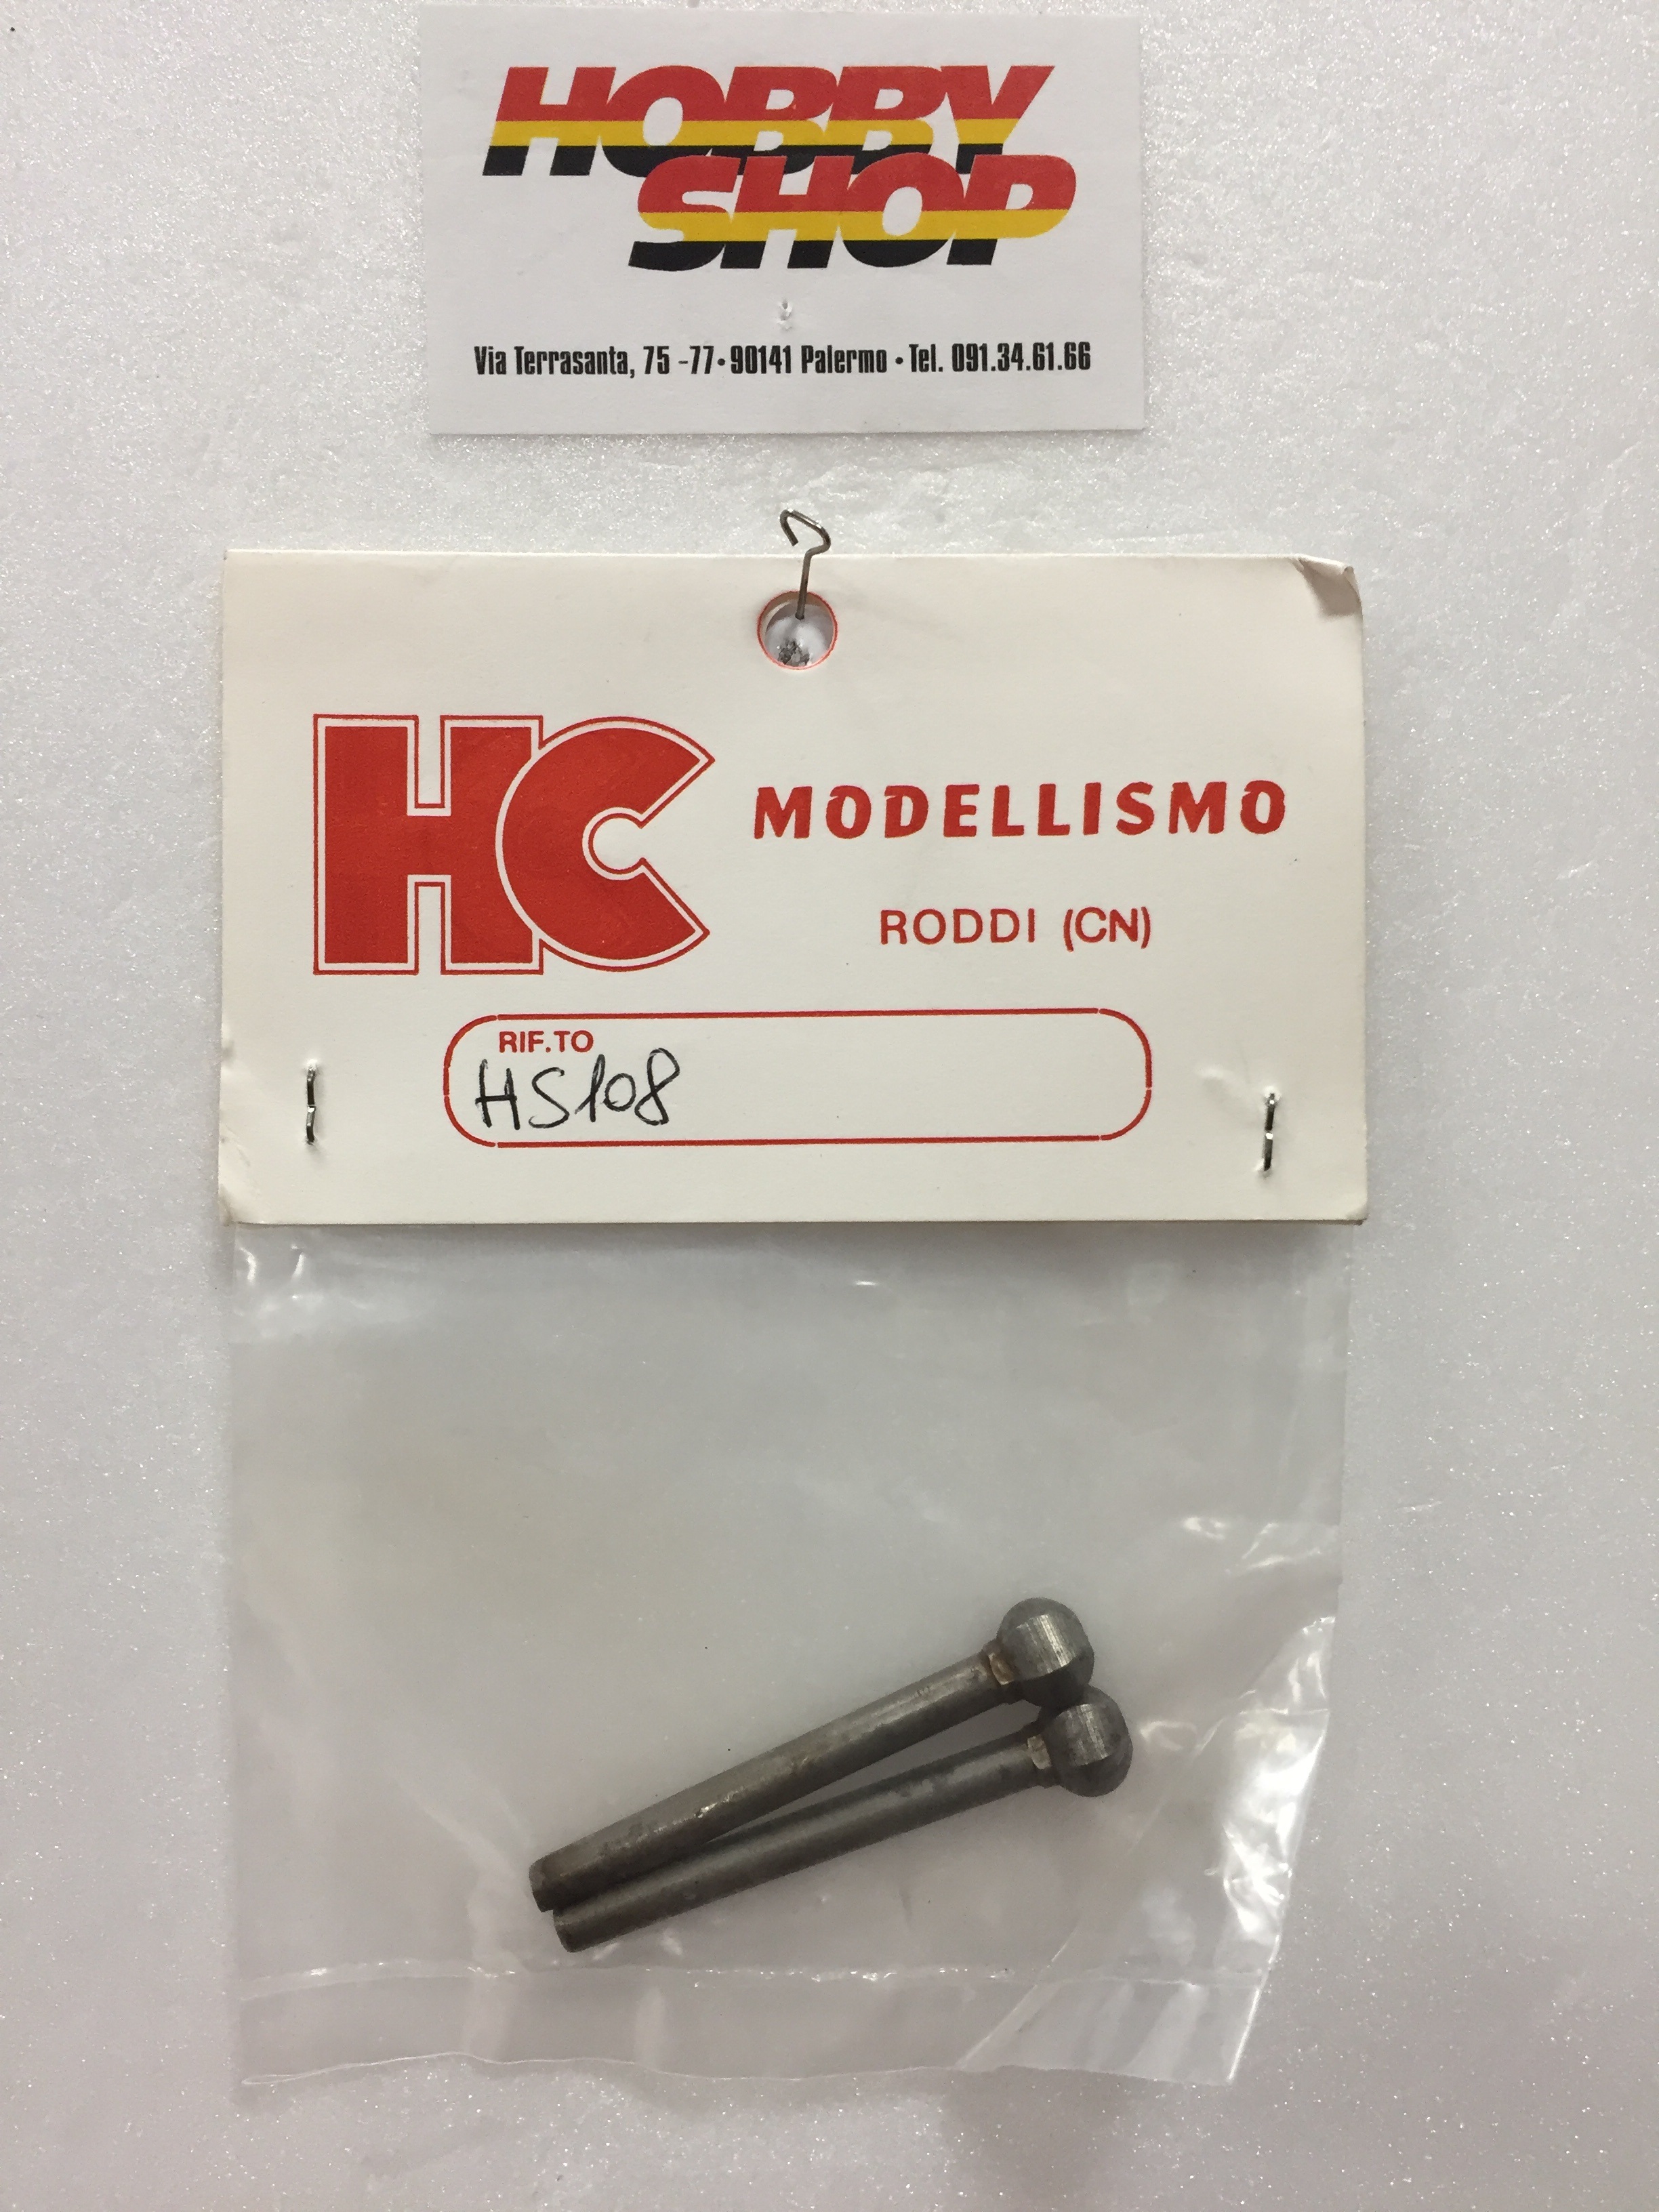 HOBBY
SHOP
Via Terrasanta, 75 -77 • 90141 Palermo • Tel. 091.34.61.66
HC
MODELLISMO
RODDI (CN)
RIF.TO
HS108